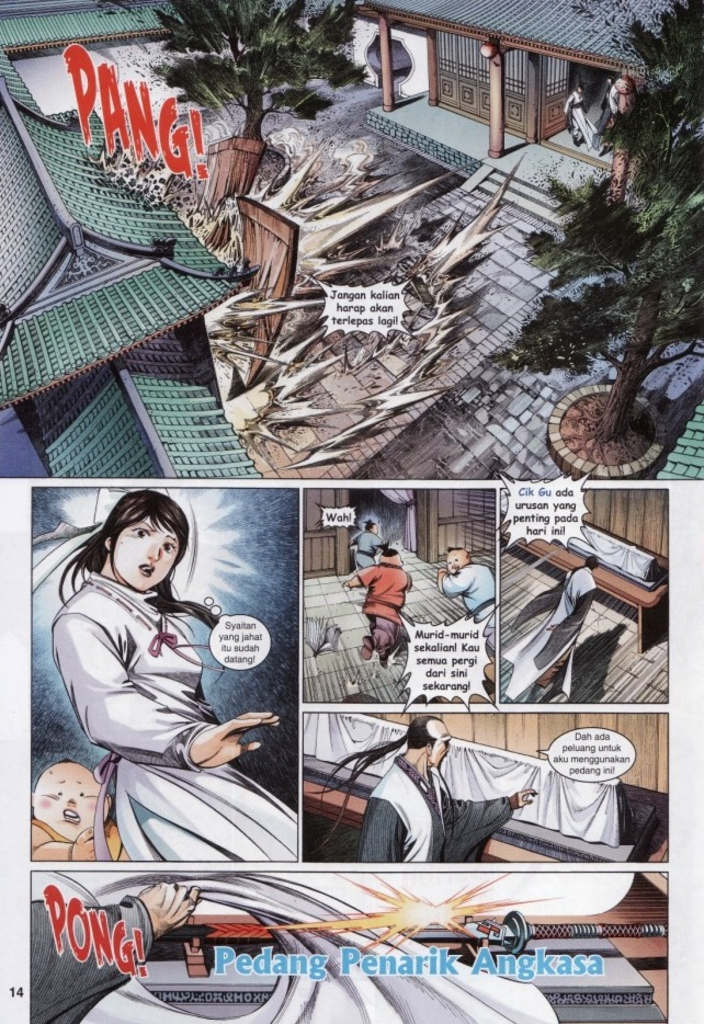 PANG!
Jangan kalian
harap akan
terlepas lagi!
Syaitan
yang jahat
itu sudah
datang!
Wah!
Murid-murid
sekalian! Kau
semua pergi
dari sini
sekarang!
Cik Gu ada
urusan yang
penting pada
hari ini!
Dah ada
peluang untuk
aku menggunakan
pedang ini!
PONG!
Pedang Penarik Angkasa
14